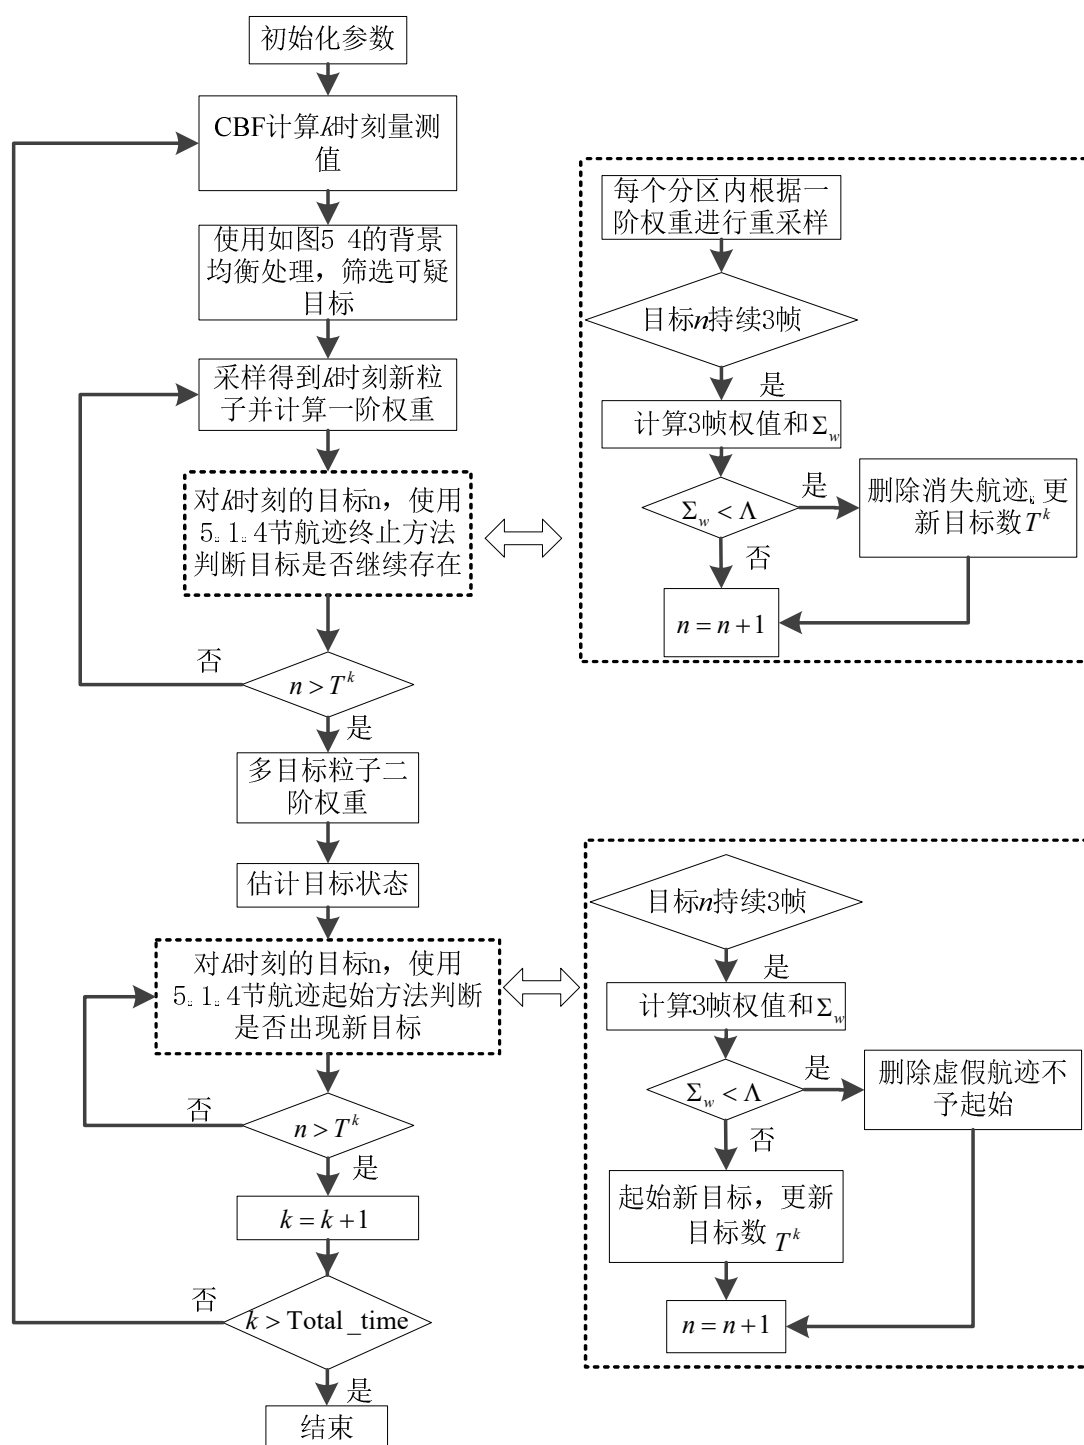 初始化参数
CBF计算k时刻量测
值
使用如图5 4的背景
均衡处理，筛选可疑
目标
采样得到k时刻新粒
子并计算一阶权重
对k时刻的目标n，使用
5.1.4节航迹终止方法
判断目标是否继续存在
否
n > T^k
是
多目标粒子二
阶权重
估计目标状态
对k时刻的目标n，使用
5.1.4节航迹起始方法判断
是否出现新目标
否
n > T^k
是
k = k + 1
否
k > Total_time
是
结束
每个分区内根据一
阶权重进行重采样
目标n持续3帧
是
计算3帧权值和Σ_w
Σ_w < Λ
是
删除消失航迹，更
新目标数T^k
否
n = n + 1
目标n持续3帧
是
计算3帧权值和Σ_w
Σ_w < Λ
是
删除虚假航迹不
予起始
否
起始新目标，更新
目标数 T^k
n = n + 1